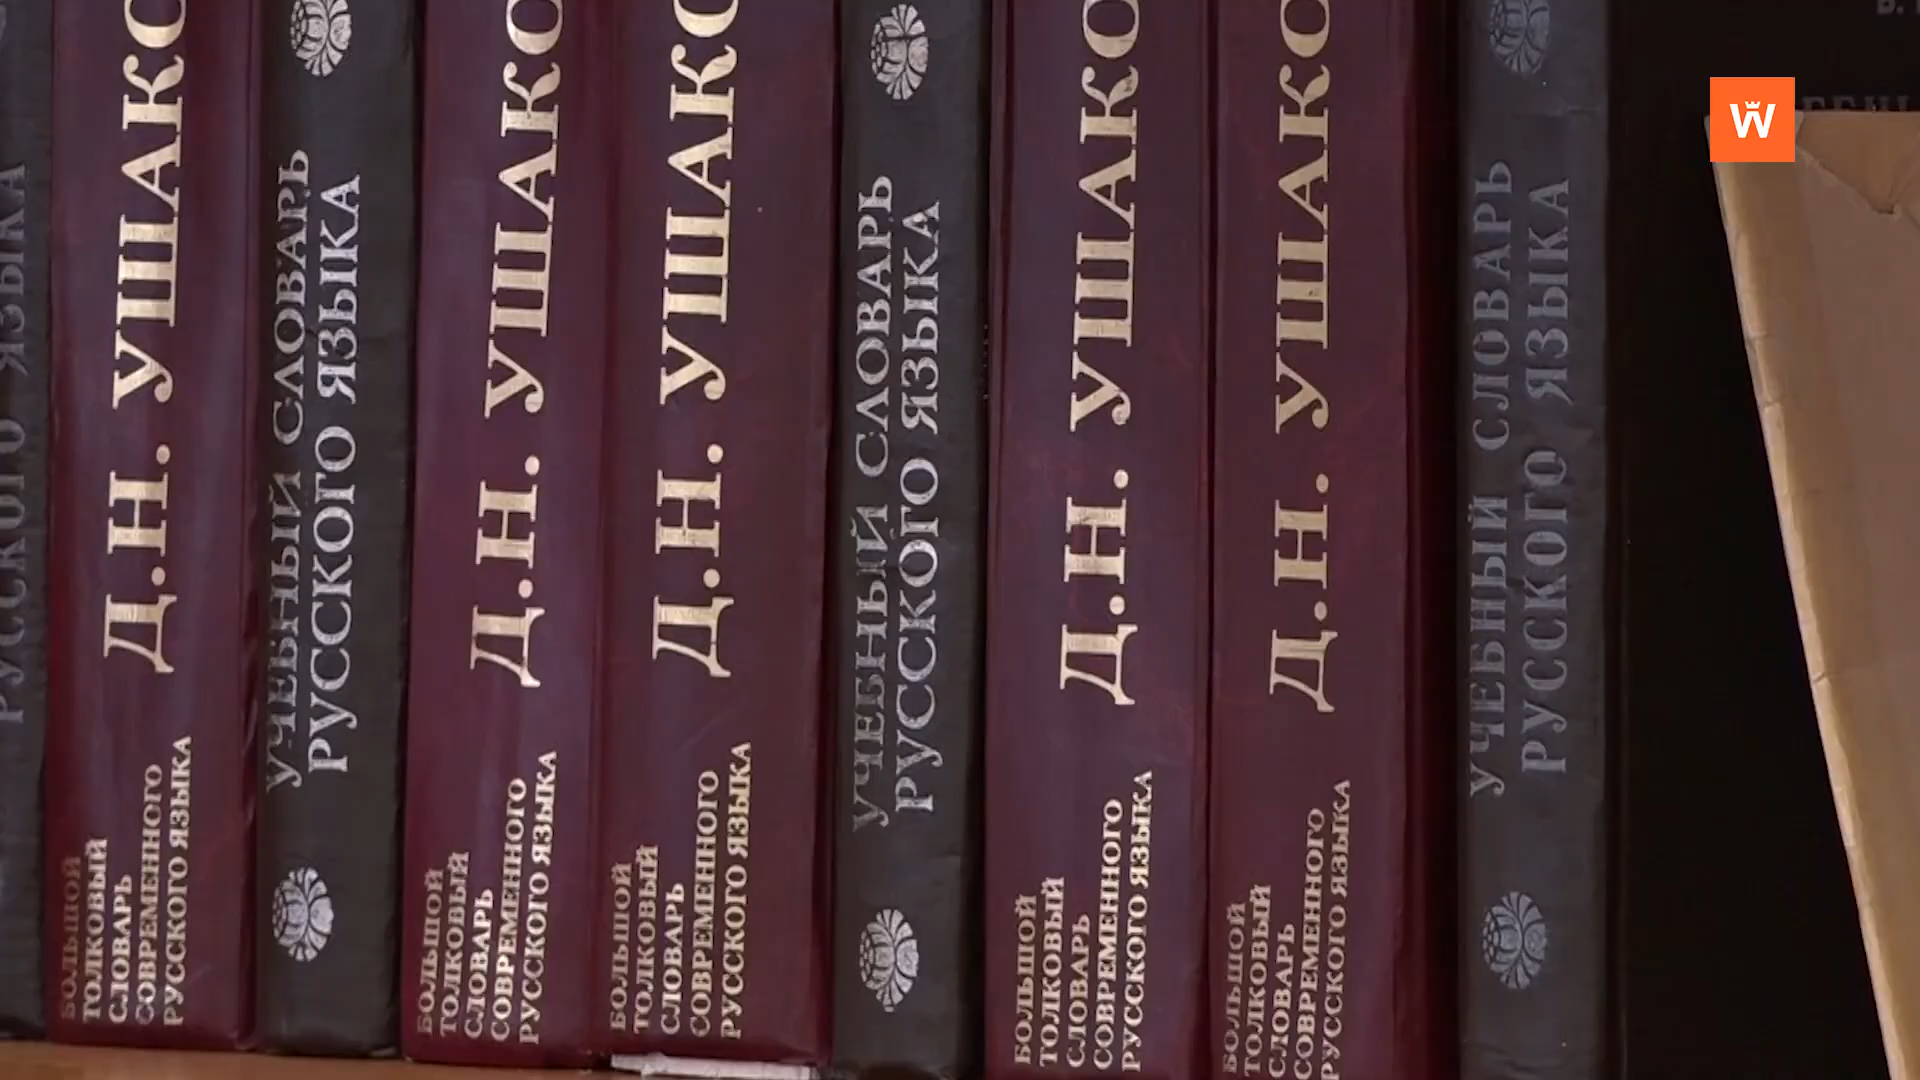 РУССКОГО ЯЗЫКА
Д.Н. УШАКО
БОЛЬШОЙ
ТОЛКОВЫЙ
СЛОВАРЬ
СОВРЕМЕННОГО
РУССКОГО ЯЗЫКА
УЧЕБНЫЙ СЛОВАРЬ
РУССКОГО ЯЗЫКА
Д.Н. УШАКО
БОЛЬШОЙ
ТОЛКОВЫЙ
СЛОВАРЬ
СОВРЕМЕННОГО
РУССКОГО ЯЗЫКА
Д.Н. УШАКО
БОЛЬШОЙ
ТОЛКОВЫЙ
СЛОВАРЬ
СОВРЕМЕННОГО
РУССКОГО ЯЗЫКА
УЧЕБНЫЙ СЛОВАРЬ
РУССКОГО ЯЗЫКА
Д.Н. УШАКО
БОЛЬШОЙ
ТОЛКОВЫЙ
СЛОВАРЬ
СОВРЕМЕННОГО
РУССКОГО ЯЗЫКА
Д.Н. УШАКО
БОЛЬШОЙ
ТОЛКОВЫЙ
СЛОВАРЬ
СОВРЕМЕННОГО
РУССКОГО ЯЗЫКА
УЧЕБНЫЙ СЛОВАРЬ
РУССКОГО ЯЗЫКА
W